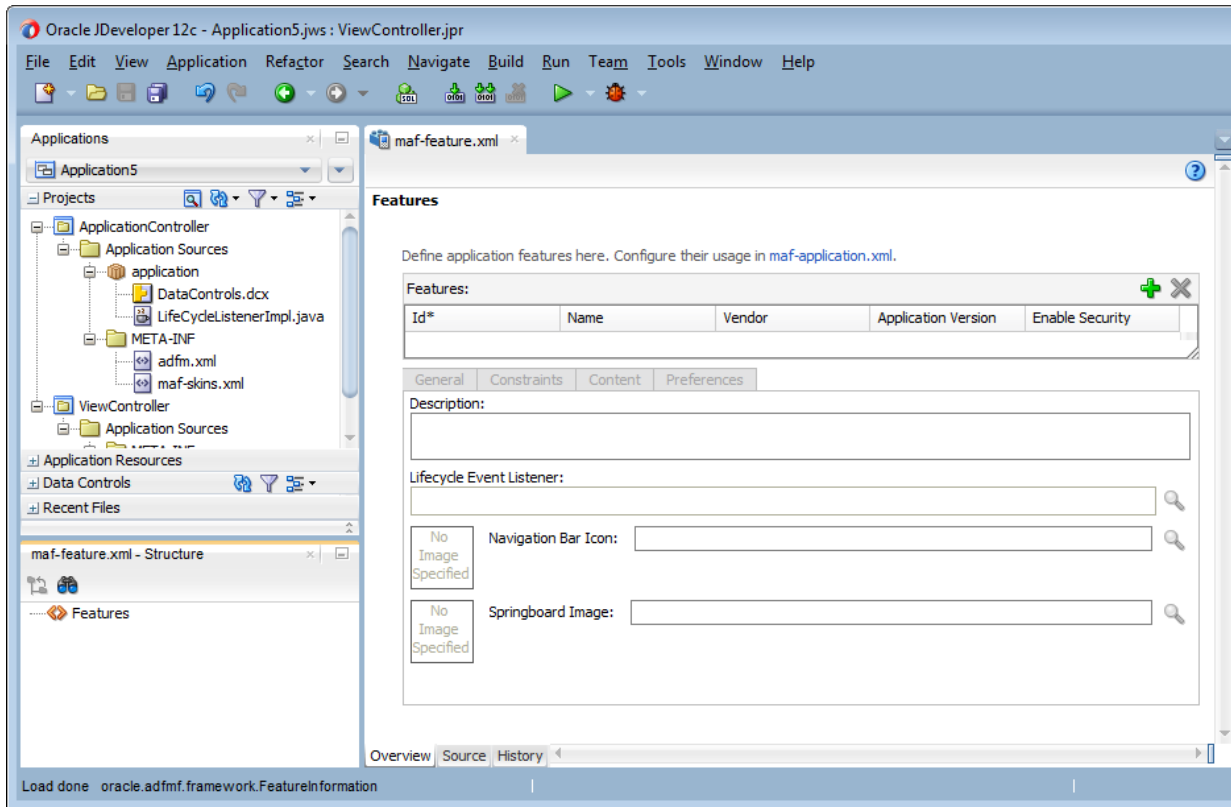 Oracle JDeveloper 12c - Application5.jws : ViewController.jpr
File Edit View Application Refactor Search Navigate Build Run Team Tools Window Help
Applications
Application5
Projects
ApplicationController
Application Sources
application
DataControls.dcx
LifeCycleListenerImpl.java
META-INF
adfm.xml
maf-skins.xml
ViewController
Application Sources
META-INF
Application Resources
Data Controls
Recent Files
maf-feature.xml - Structure
Features
maf-feature.xml
Features
Define application features here. Configure their usage in maf-application.xml.
Features:
Id* Name Vendor Application Version Enable Security
General Constraints Content Preferences
Description:
Lifecycle Event Listener:
No Image Specified
Navigation Bar Icon:
No Image Specified
Springboard Image:
Overview Source History
Load done oracle.adfmf.framework.FeatureInformation